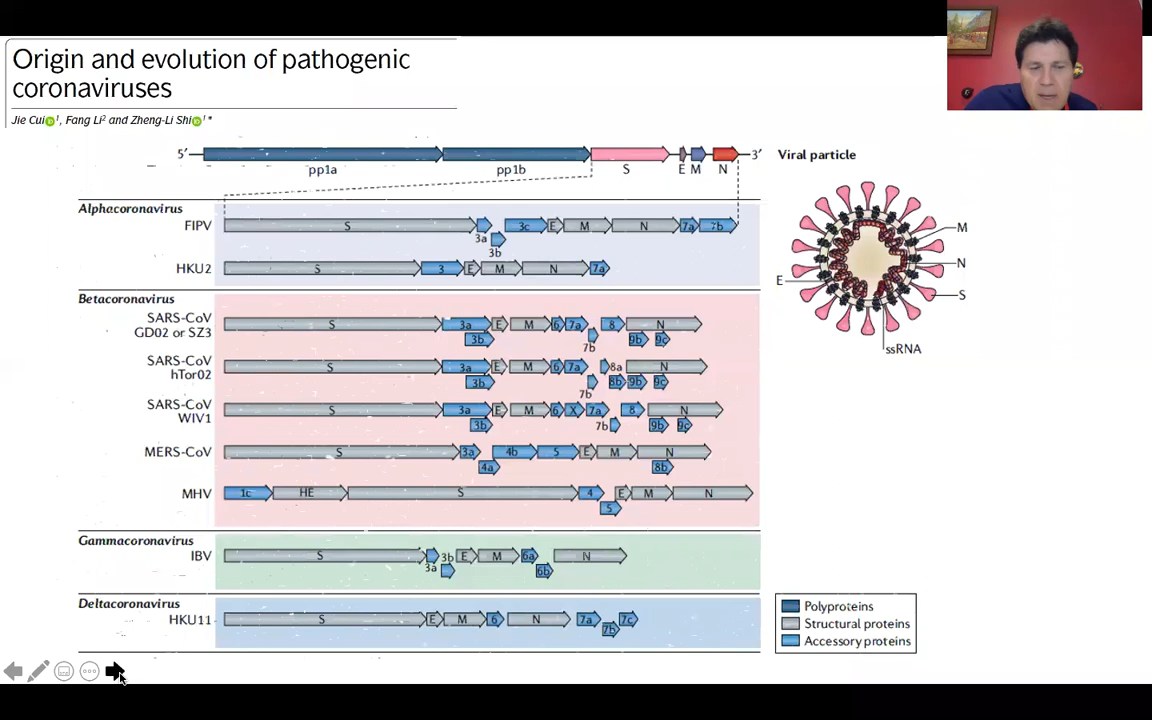 Origin and evolution of pathogenic
coronaviruses
Jie Cui 1, Fang Li2 and Zheng-Li Shi 1*
5′ 3′ Viral particle
pp1a pp1b S E M N
Alphacoronavirus
FIPV S 3a 3b 3c E M N 7a 7b
HKU2 S 3 E M N 7a
Betacoronavirus
SARS-CoV
GD02 or SZ3 S 3a 3b E M 6 7a 7b 8 N 9b 9c
SARS-CoV
hTor02 S 3a 3b E M 6 7a 7b 8a 8b N 9b 9c
SARS-CoV
WIV1 S 3a 3b E M 6 X 7a 7b 8 N 9b 9c
MERS-CoV S 3a 4a 4b 5 E M N 8b
MHV 1c HE S 4 5 E M N
Gammacoronavirus
IBV S 3a 3b E M 6a 6b N
Deltacoronavirus
HKU11 S E M 6 N 7a 7b 7c
M
N
E
S
ssRNA
Polyproteins
Structural proteins
Accessory proteins